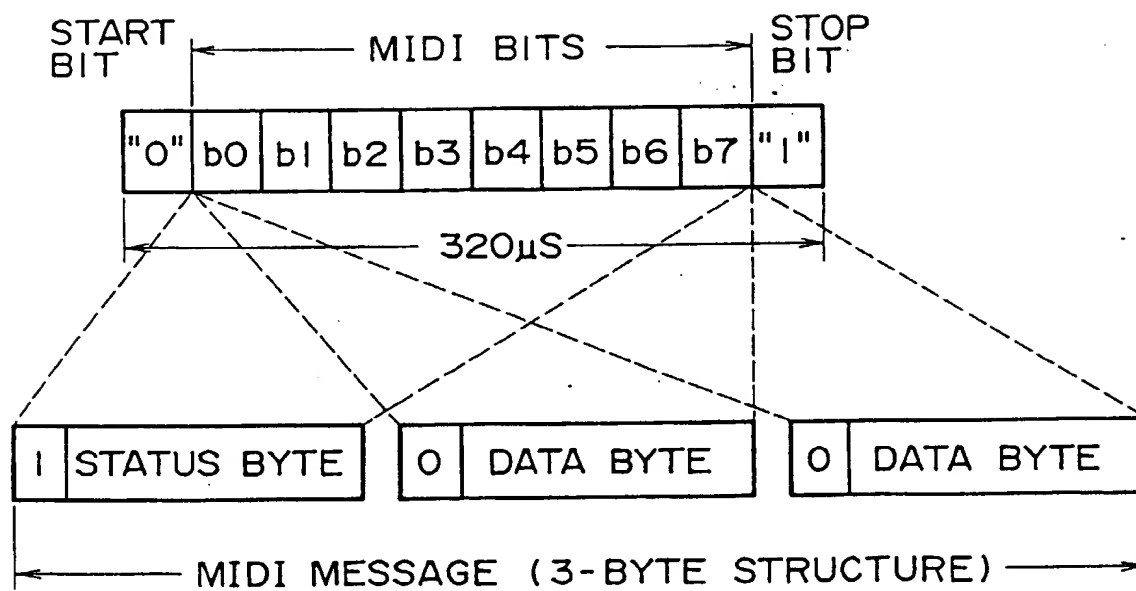 START BIT
MIDI BITS
STOP BIT
"0" b0 b1 b2 b3 b4 b5 b6 b7 "1"
320μS
1 STATUS BYTE 0 DATA BYTE 0 DATA BYTE
MIDI MESSAGE (3-BYTE STRUCTURE)